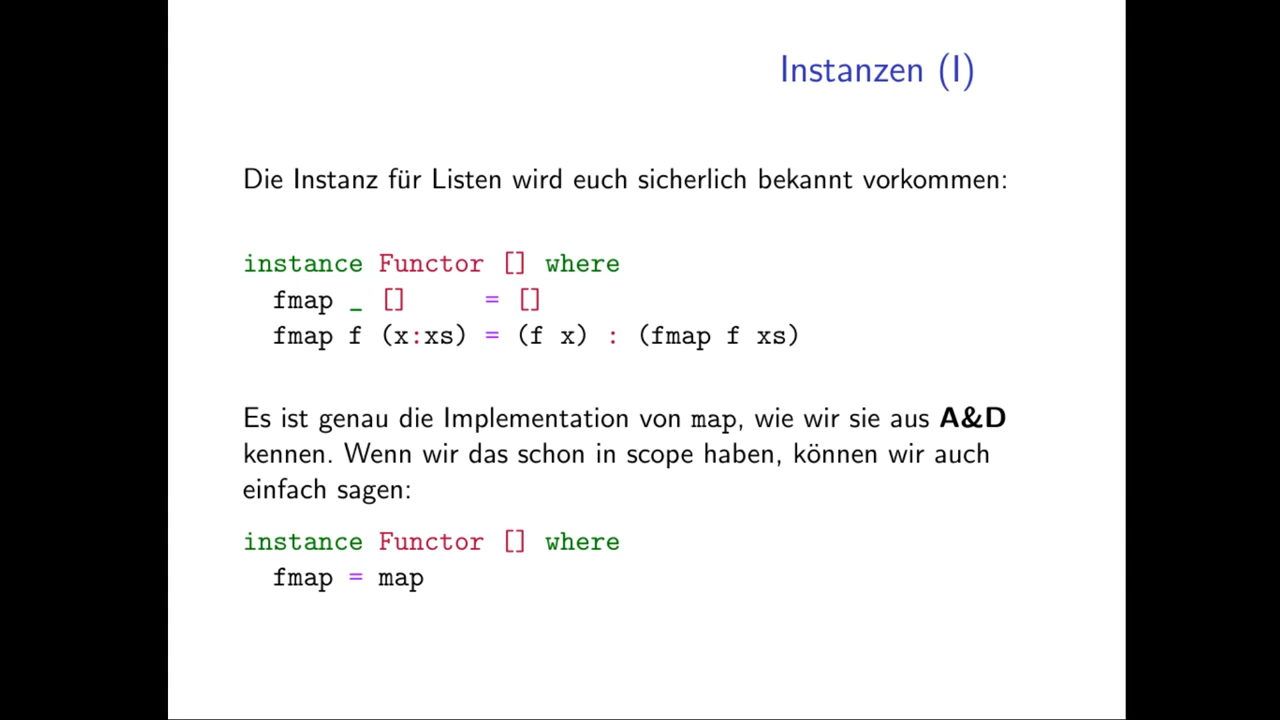 Instanzen (I)
Die Instanz für Listen wird euch sicherlich bekannt vorkommen:
instance Functor [] where
  fmap _ []     = []
  fmap f (x:xs) = (f x) : (fmap f xs)
Es ist genau die Implementation von map, wie wir sie aus A&D
kennen. Wenn wir das schon in scope haben, können wir auch
einfach sagen:
instance Functor [] where
  fmap = map